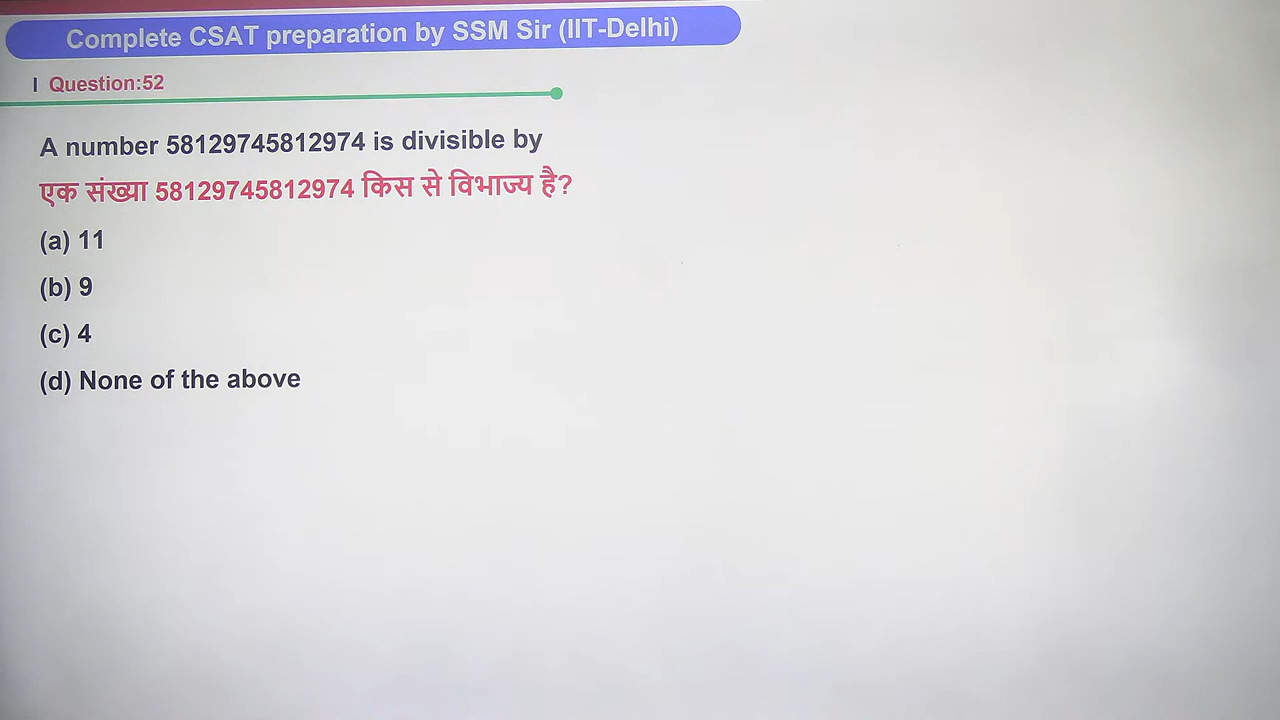 Complete CSAT preparation by SSM Sir (IIT-Delhi)
I Question:52
A number 58129745812974 is divisible by
एक संख्या 58129745812974 किस से विभाज्य है?
(a) 11
(b) 9
(c) 4
(d) None of the above